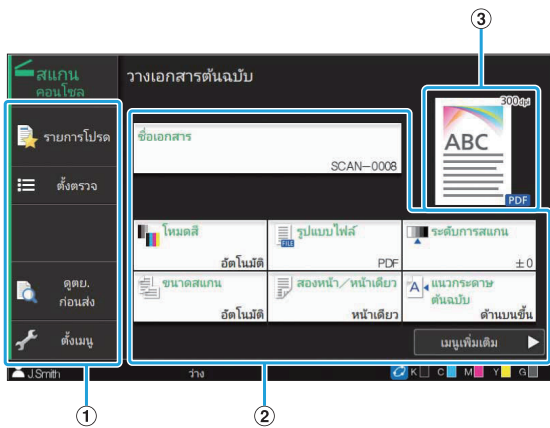 ③
สแกน
คอนโซล
วางเอกสารต้นฉบับ
300dpi
ABC
PDF
รายการโปรด
ตั้งตรวจ
ดูตย.
ก่อนส่ง
ตั้งเมนู
ชื่อเอกสาร
SCAN-0008
โหมดสี
อัตโนมัติ
รูปแบบไฟล์
FILE
PDF
ระดับการสแกน
±0
ขนาดสแกน
อัตโนมัติ
สองหน้า/หน้าเดียว
หน้าเดียว
A
แนวกระดาษ
ต้นฉบับ
ด้านบนขึ้น
เมนูเพิ่มเติม
J.Smith
ว่าง
K C M Y G
① ②